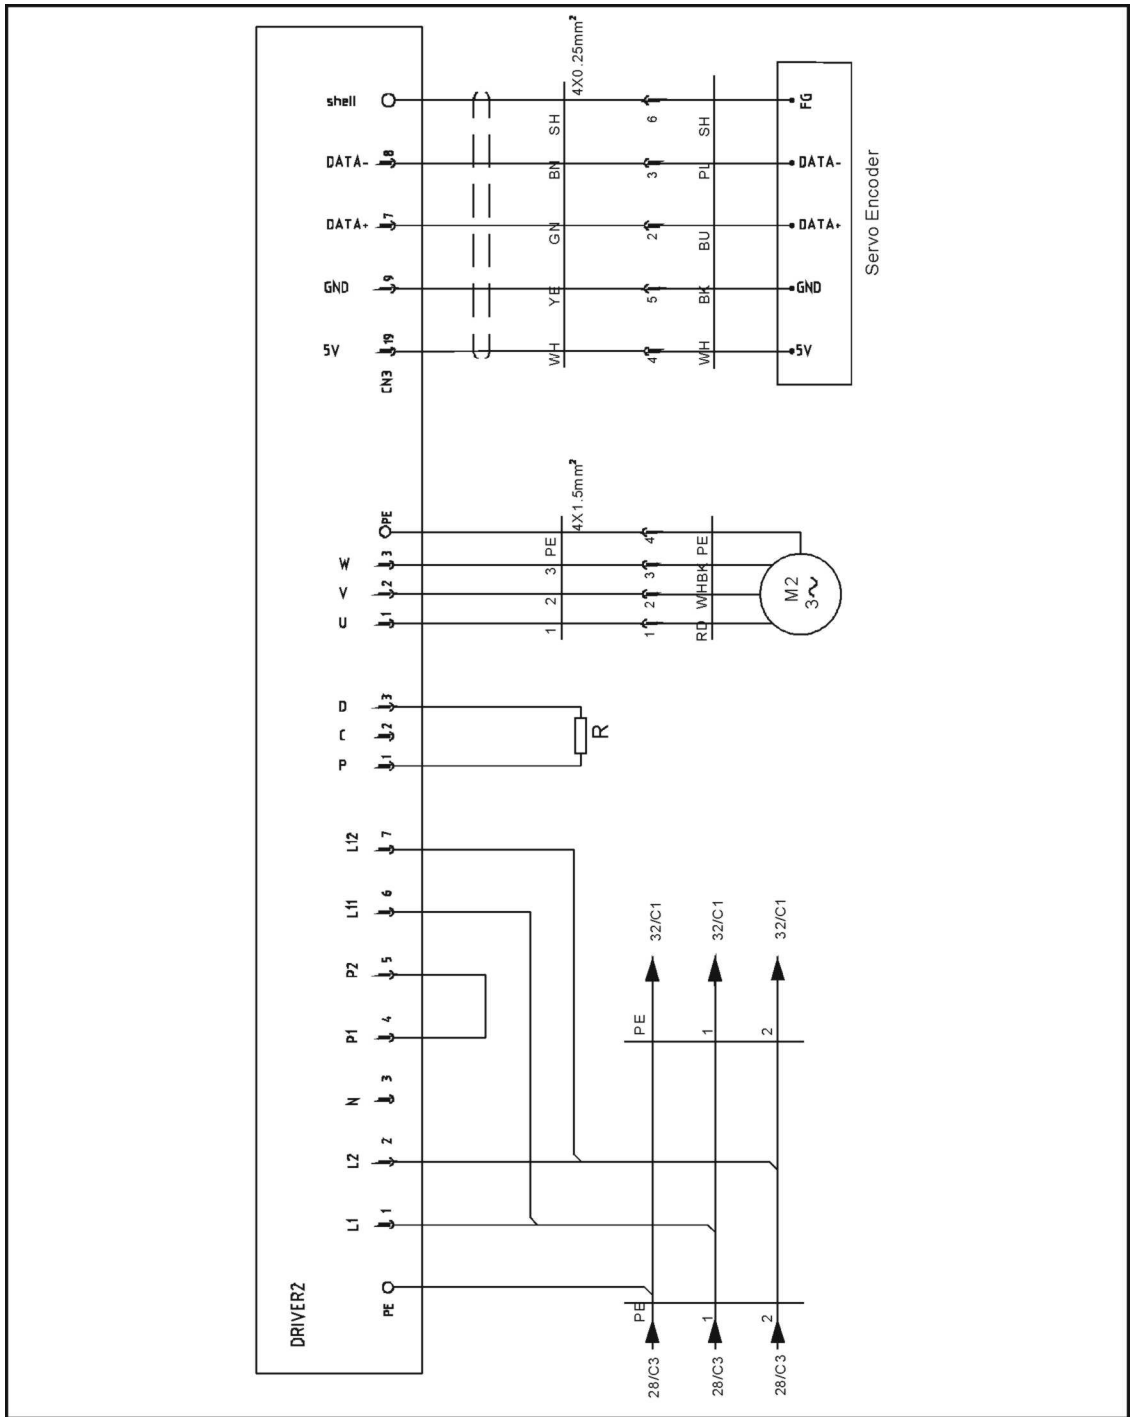 4X0.25mm²
shell
SH
6
SH
FG
DATA-
8
BN
3
PL
DATA-
DATA+
7
GN
2
BU
DATA+
GND
9
YE
5
BK
GND
5V
19
WH
4
WH
5V
CN3
Servo Encoder
4X1.5mm²
PE
PE
4
PE
W
3
3
3
BK
V
2
2
2
WH
U
1
1
1
RD
M2
3~
D
3
C
2
P
1
R
L12
7
L11
6
P2
5
P1
4
N
3
L2
2
L1
1
PE
DRIVER2
32/C1
32/C1
32/C1
PE
1
2
PE
1
2
28/C3
28/C3
28/C3